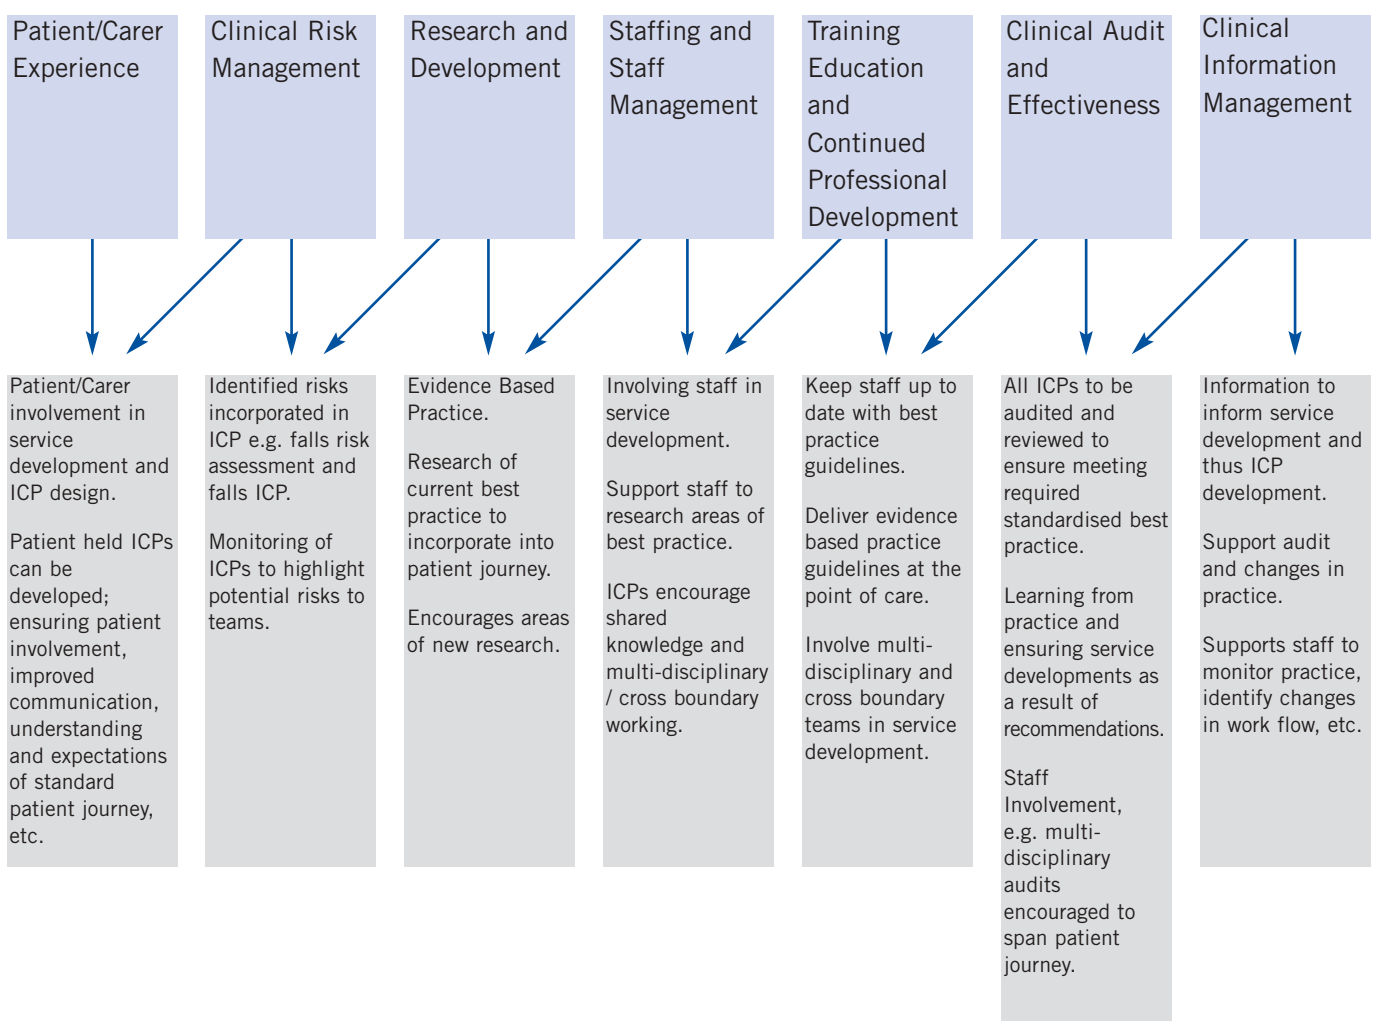 Patient/Carer
Experience
Clinical Risk
Management
Research and
Development
Staffing and
Staff
Management
Training
Education
and
Continued
Professional
Development
Clinical Audit
and
Effectiveness
Clinical
Information
Management
Patient/Carer
involvement in
service
development and
ICP design.
Patient held ICPs
can be
developed;
ensuring patient
involvement,
improved
communication,
understanding
and expectations
of standard
patient journey,
etc.
Identified risks
incorporated in
ICP e.g. falls risk
assessment and
falls ICP.
Monitoring of
ICPs to highlight
potential risks to
teams.
Evidence Based
Practice.
Research of
current best
practice to
incorporate into
patient journey.
Encourages areas
of new research.
Involving staff in
service
development.
Support staff to
research areas of
best practice.
ICPs encourage
shared
knowledge and
multi-disciplinary
/ cross boundary
working.
Keep staff up to
date with best
practice
guidelines.
Deliver evidence
based practice
guidelines at the
point of care.
Involve multi-
disciplinary and
cross boundary
teams in service
development.
All ICPs to be
audited and
reviewed to
ensure meeting
required
standardised best
practice.
Learning from
practice and
ensuring service
developments as
a result of
recommendations.
Staff
Involvement,
e.g. multi-
disciplinary
audits
encouraged to
span patient
journey.
Information to
inform service
development and
thus ICP
development.
Support audit
and changes in
practice.
Supports staff to
monitor practice,
identify changes
in work flow, etc.